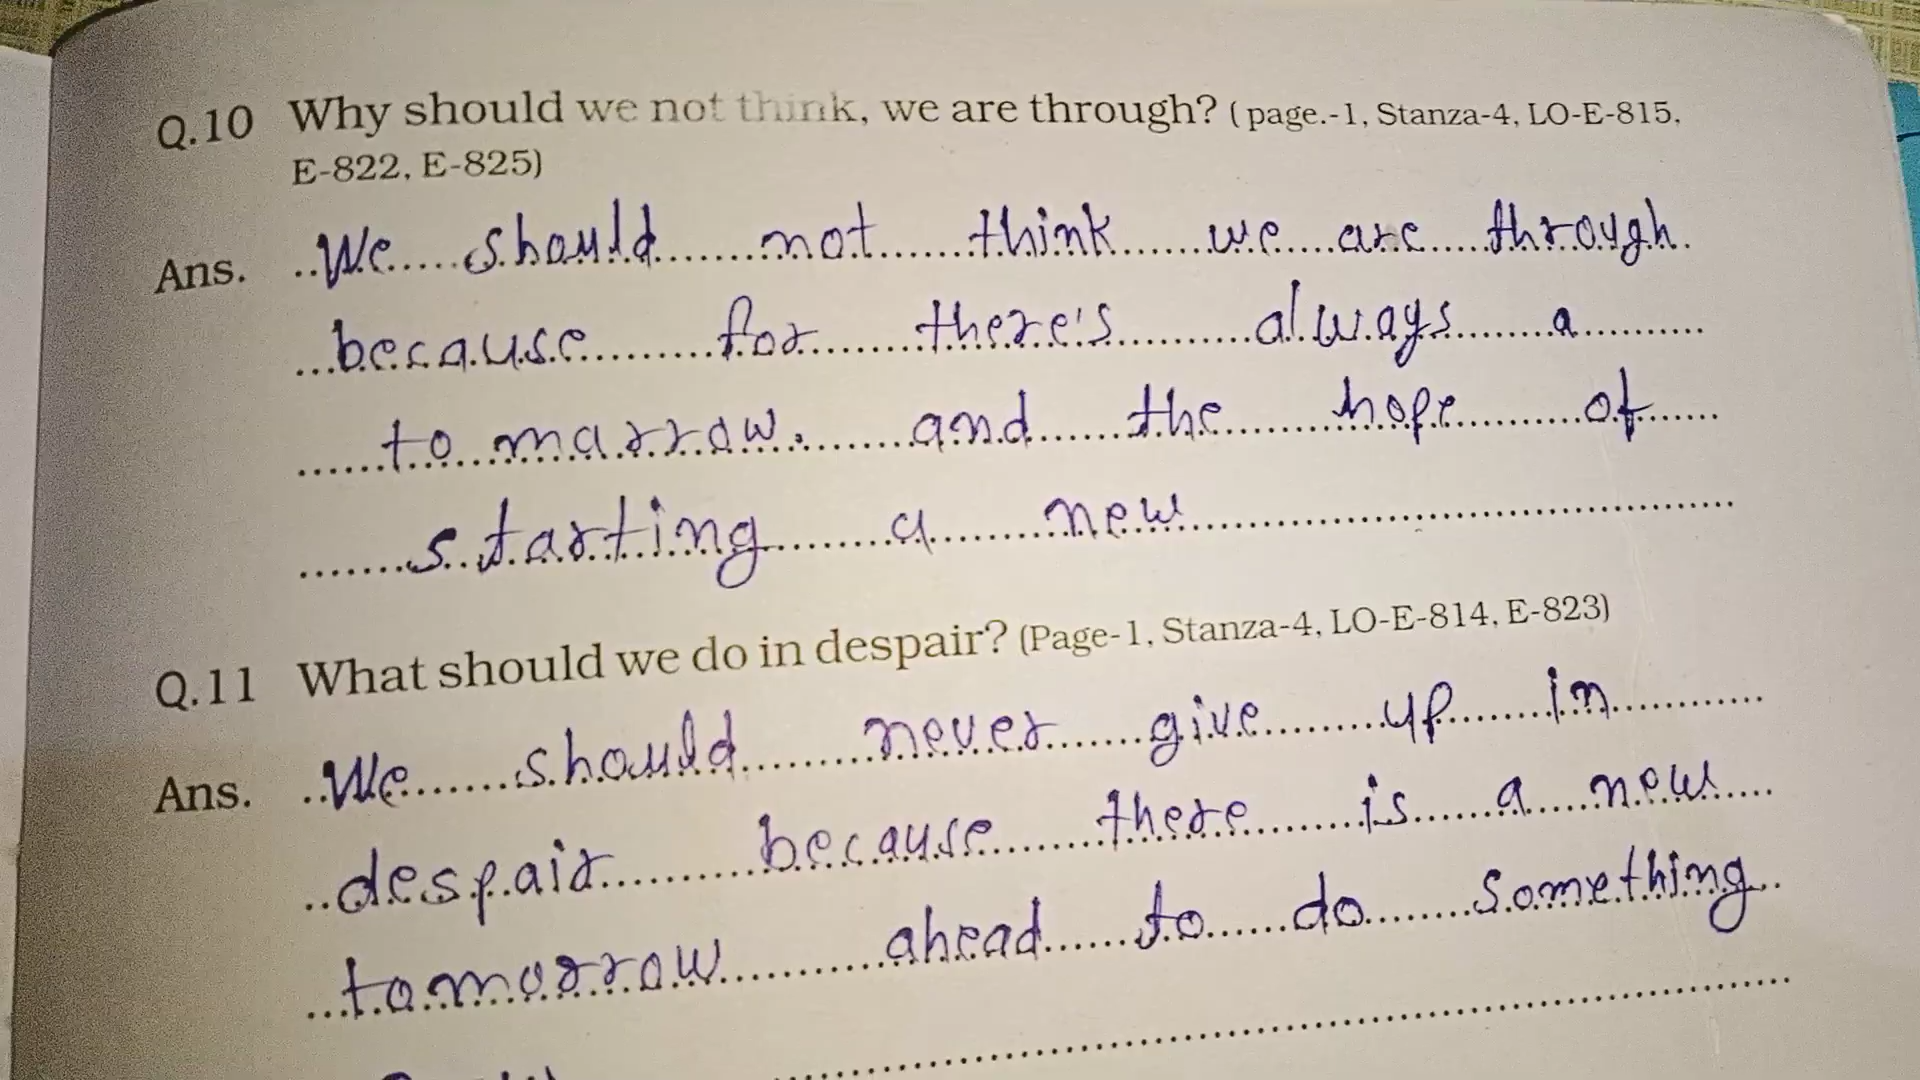 Q.10 Why should we not think, we are through? (page.-1, Stanza-4, LO-E-815,
E-822, E-825)
Ans. We should not think we are through.
because for there's always a
to marrow. and the hope of
starting a new
Q.11 What should we do in despair? (Page-1, Stanza-4, LO-E-814, E-823)
Ans. We should never give up in
despair because there is a new
tomorrow ahead to do something